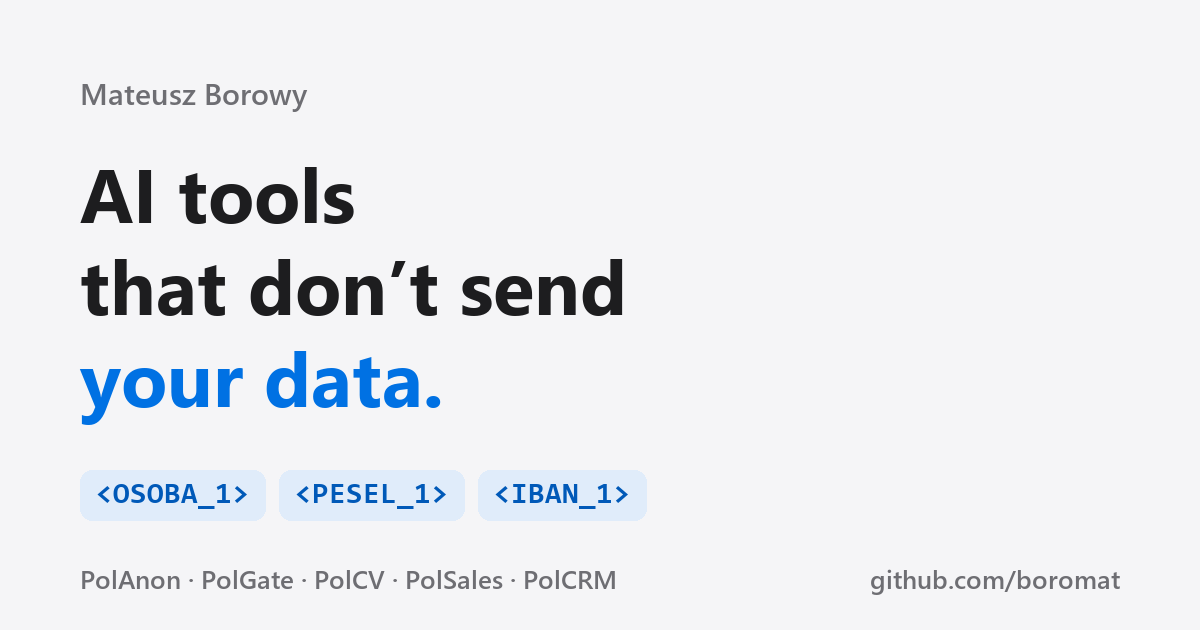 Mateusz Borowy
AI tools
that don’t send
your data.
<OSOBA_1> <PESEL_1> <IBAN_1>
PolAnon · PolGate · PolCV · PolSales · PolCRM
github.com/boromat